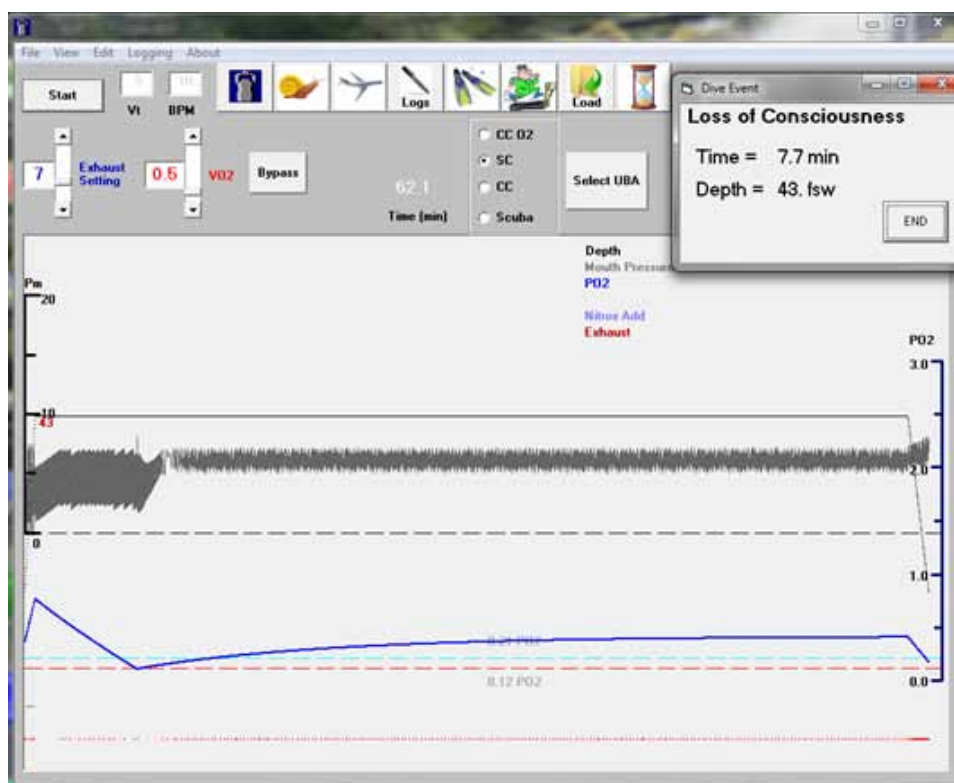 File View Edit Logging About
Start
Vt
BPM
Logs
Load
7
Exhaust Setting
0.5
VO2
Bypass
62.1
Time (min)
CC O2
SC
CC
Scuba
Select UBA
Dive Event
Loss of Consciousness
Time = 7.7 min
Depth = 43. fsw
END
Depth
Mouth Pressure
PO2
Nitrox Add
Exhaust
Pm
20
10
43
0
PO2
3.0
2.0
1.0
0.0
0.21 PO2
0.12 PO2